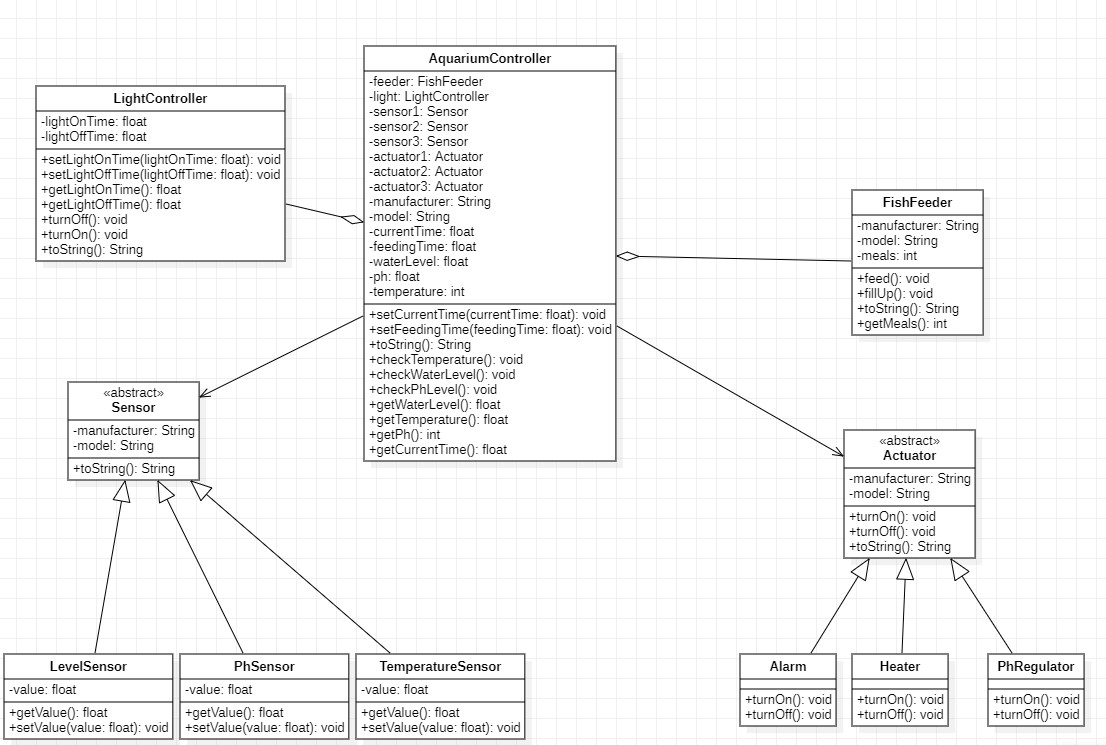 AquariumController
-feeder: FishFeeder
-light: LightController
-sensor1: Sensor
-sensor2: Sensor
-sensor3: Sensor
-actuator1: Actuator
-actuator2: Actuator
-actuator3: Actuator
-manufacturer: String
-model: String
-currentTime: float
-feedingTime: float
-waterLevel: float
-ph: float
-temperature: int
+setCurrentTime(currentTime: float): void
+setFeedingTime(feedingTime: float): void
+toString(): String
+checkTemperature(): void
+checkWaterLevel(): void
+checkPhLevel(): void
+getWaterLevel(): float
+getTemperature(): float
+getPh(): int
+getCurrentTime(): float
LightController
-lightOnTime: float
-lightOffTime: float
+setLightOnTime(lightOnTime: float): void
+setLightOffTime(lightOffTime: float): void
+getLightOnTime(): float
+getLightOffTime(): float
+turnOff(): void
+turnOn(): void
+toString(): String
FishFeeder
-manufacturer: String
-model: String
-meals: int
+feed(): void
+fillUp(): void
+toString(): String
+getMeals(): int
«abstract»
Sensor
-manufacturer: String
-model: String
+toString(): String
«abstract»
Actuator
-manufacturer: String
-model: String
+turnOn(): void
+turnOff(): void
+toString(): String
LevelSensor
-value: float
+getValue(): float
+setValue(value: float): void
PhSensor
-value: float
+getValue(): float
+setValue(value: float): void
TemperatureSensor
-value: float
+getValue(): float
+setValue(value: float): void
Alarm
+turnOn(): void
+turnOff(): void
Heater
+turnOn(): void
+turnOff(): void
PhRegulator
+turnOn(): void
+turnOff(): void